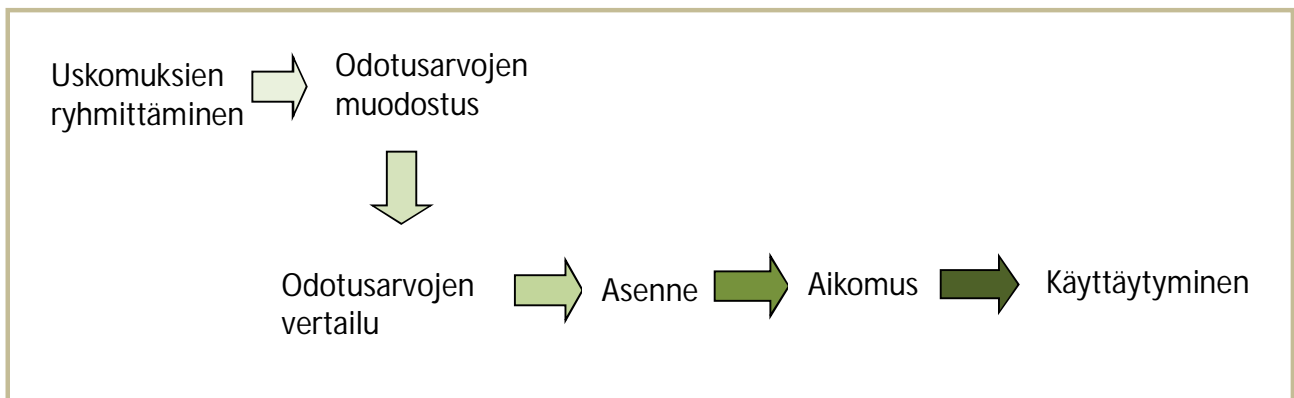 Uskomuksien
ryhmittäminen
Odotusarvojen
muodostus
Odotusarvojen
vertailu
Asenne
Aikomus
Käyttäytyminen